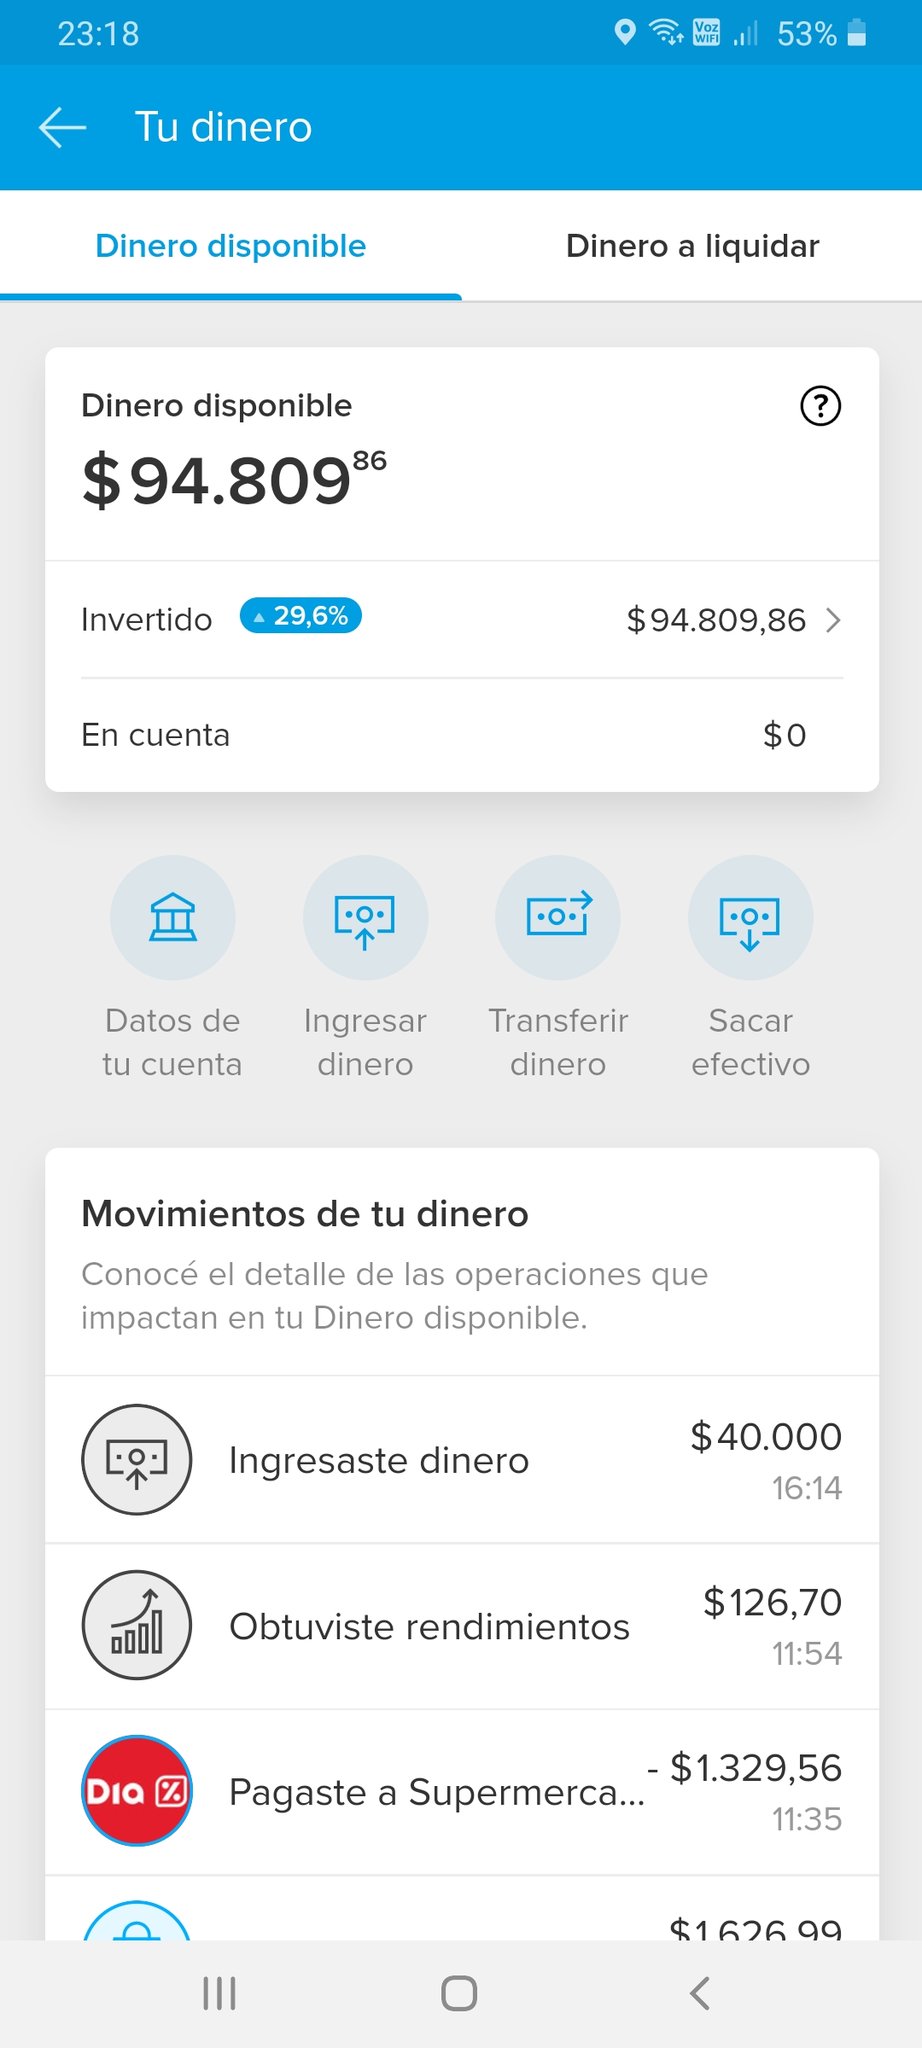 23:18
Voz WiFi 53%
Tu dinero
Dinero disponible
Dinero a liquidar
Dinero disponible
?
$94.809 86
Invertido 29,6% $94.809,86
En cuenta $0
Datos de tu cuenta
Ingresar dinero
Transferir dinero
Sacar efectivo
Movimientos de tu dinero
Conocé el detalle de las operaciones que
impactan en tu Dinero disponible.
Ingresaste dinero $40.000
16:14
Obtuviste rendimientos $126,70
11:54
Dia %
Pagaste a Supermerca... - $1.329,56
11:35
$1.626,99